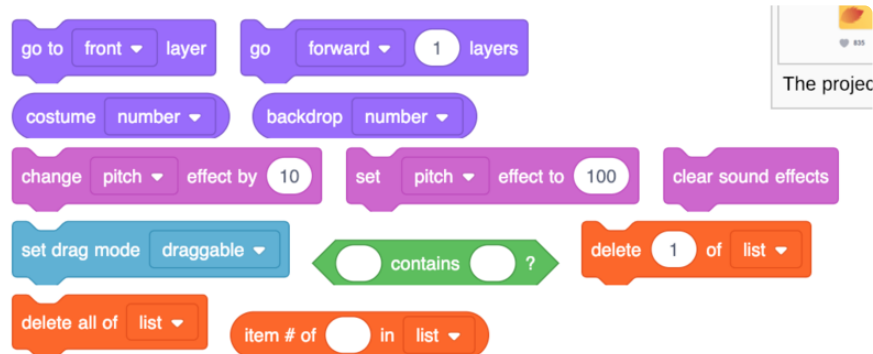 go to front layer
go forward 1 layers
costume number
backdrop number
835
The projec
change pitch effect by 10
set pitch effect to 100
clear sound effects
set drag mode draggable
contains ?
delete 1 of list
delete all of list
item # of in list